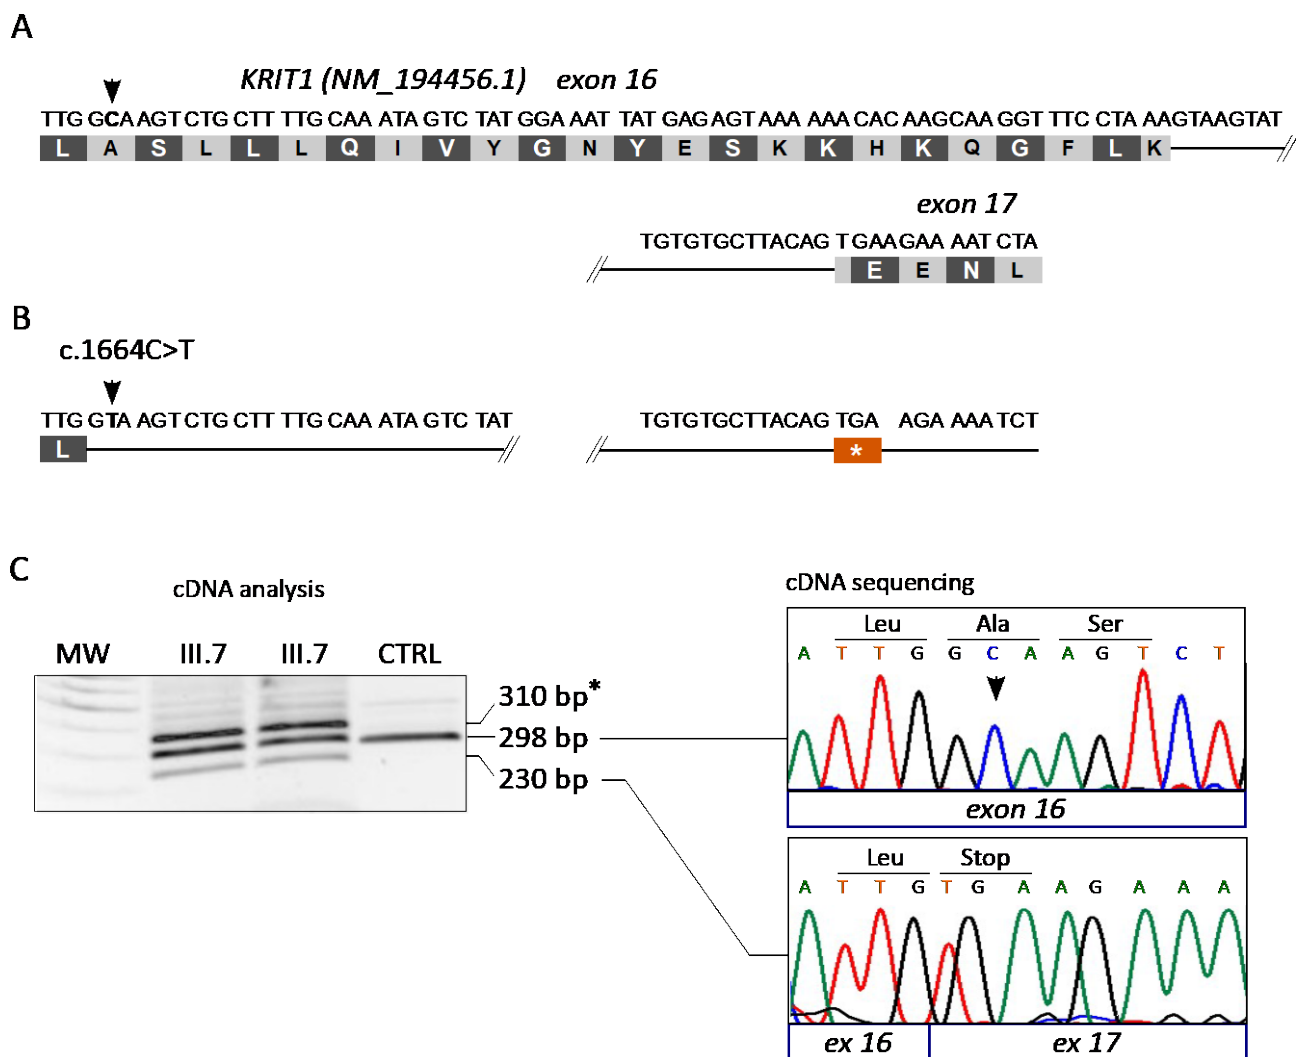 A
KRIT1 (NM_194456.1) exon 16
TTG GCA AGT CTG CTT TTG CAA ATA GTC TAT GGA AAT TAT GAG AGT AAA AAA CAC AAG CAA GGT TTC CTA AAGTAAGTAT
L A S L L L Q I V Y G N Y E S K K H K Q G F L K
exon 17
TGTGTGCTTACAG T GAA GAA AAT CTA
E E N L
B
c.1664C>T
TTG GTA AGT CTG CTT TTG CAA ATA GTC TAT
TGTGTGCTTACAG TGA AGA AAA TCT
L
*
C
cDNA analysis
cDNA sequencing
MW III.7 III.7 CTRL
310 bp*
298 bp
230 bp
Leu Ala Ser
A T T G G C A A G T C T
exon 16
Leu Stop
A T T G T G A A G A A A
ex 16 ex 17